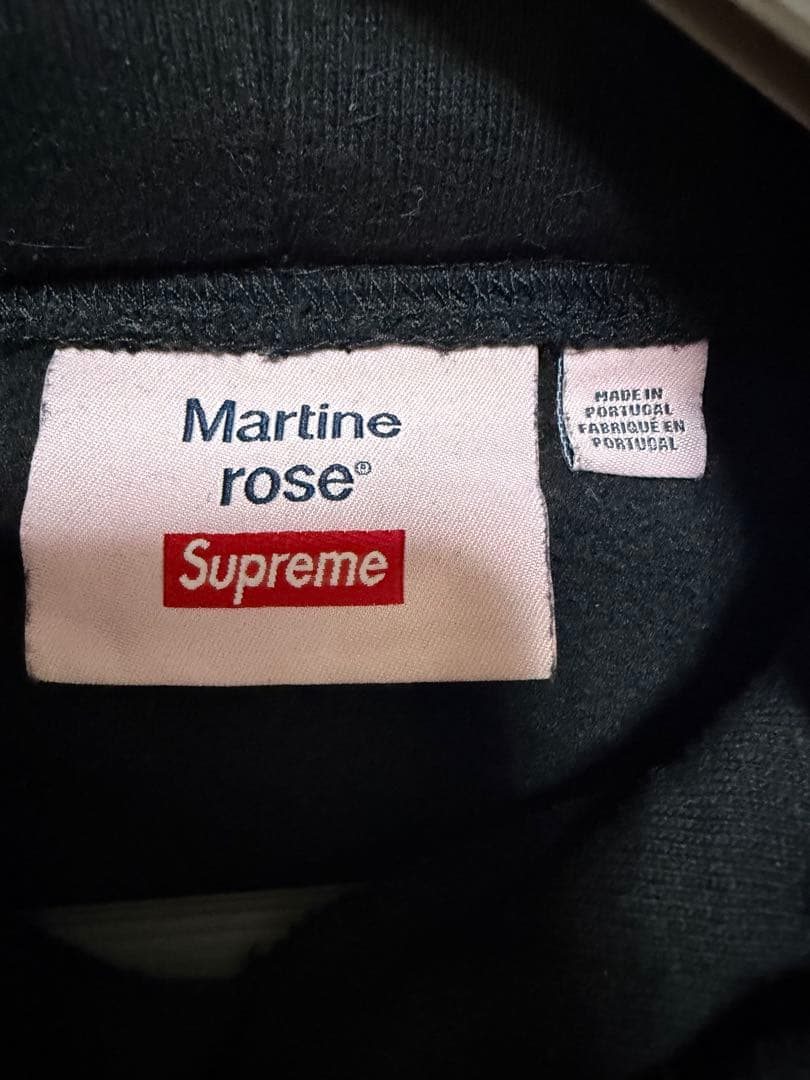 Martine
rose®
Supreme
MADE IN
PORTUGAL
FABRIQUÉ EN
PORTUGAL